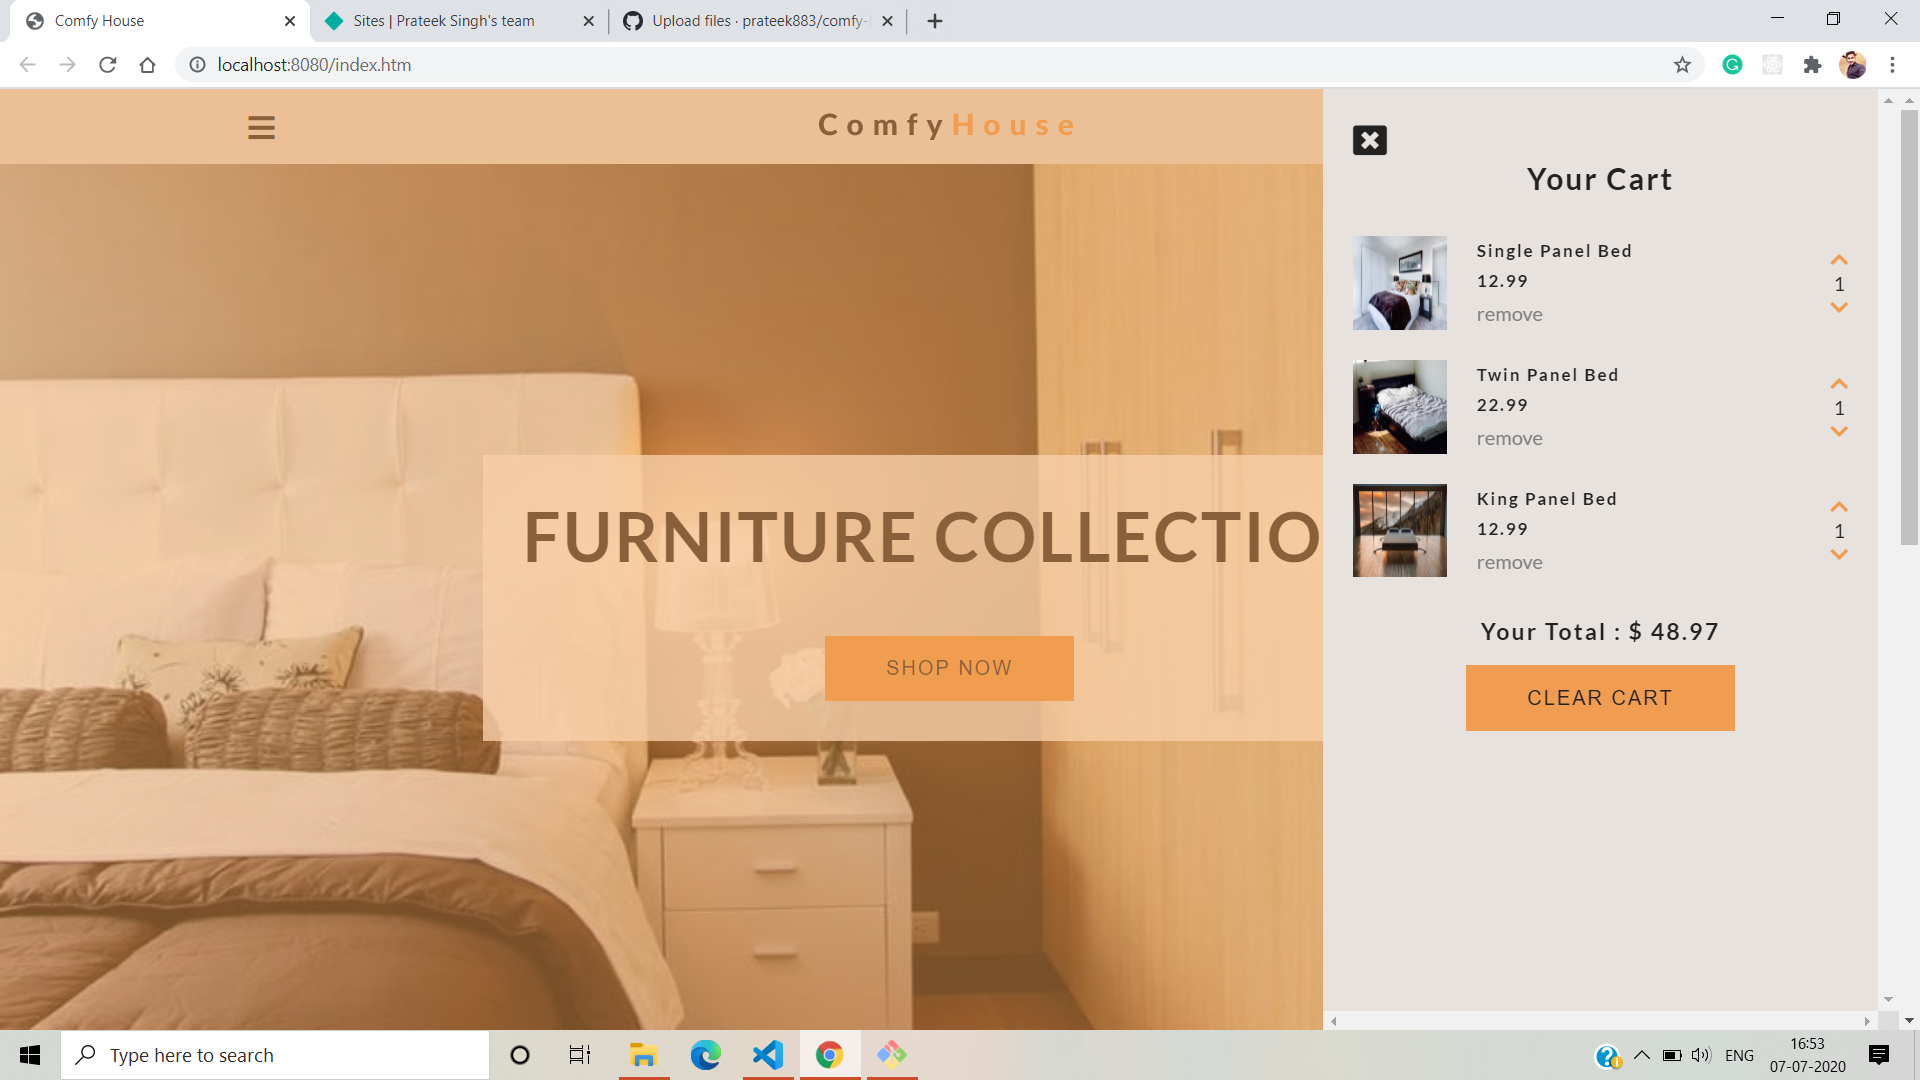 Comfy House
Sites | Prateek Singh's team
Upload files · prateek883/comfy-
localhost:8080/index.htm
ComfyHouse
Your Cart
Single Panel Bed
12.99
remove
1
Twin Panel Bed
22.99
remove
1
King Panel Bed
12.99
remove
1
FURNITURE COLLECTIO
SHOP NOW
Your Total : $ 48.97
CLEAR CART
Type here to search
ENG
16:53
07-07-2020